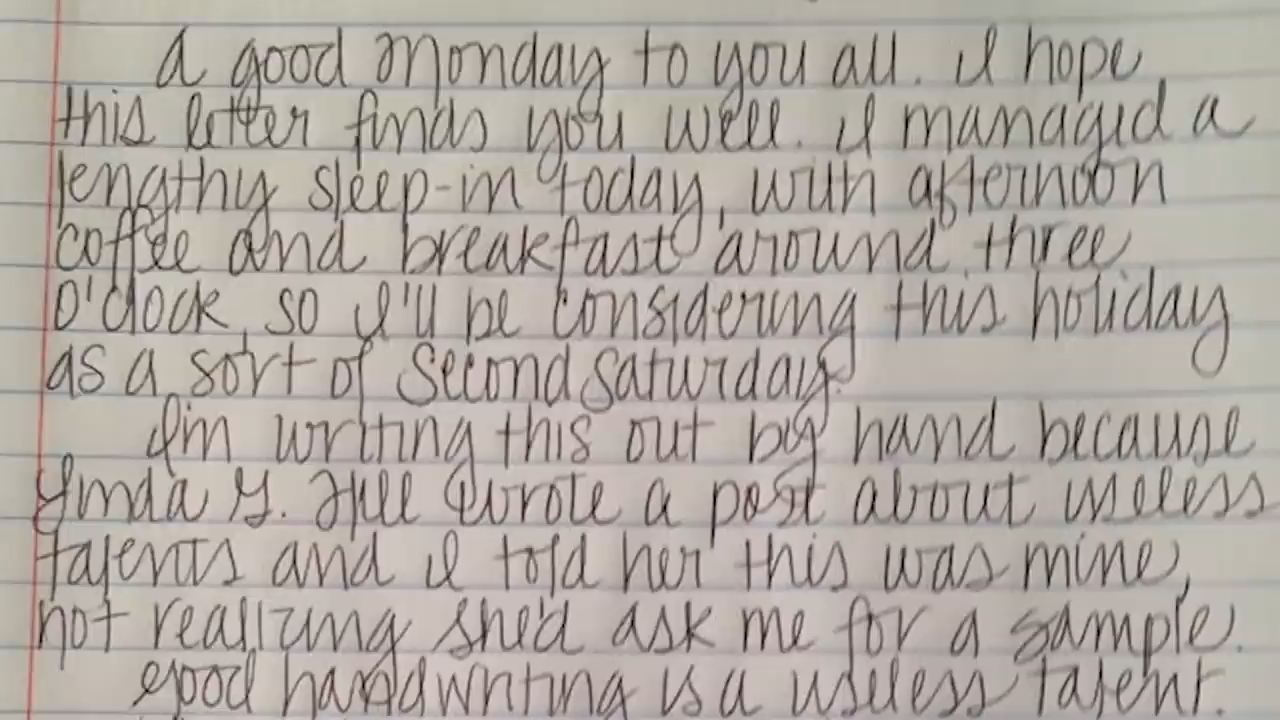 A good Monday to you all. I hope
this letter finds you well. I managed a
lengthy sleep-in today, with afternoon
coffee and breakfast around three
o'clock, so I'll be considering this holiday
as a sort of Second Saturday.
I'm writing this out by hand because
Linda G. Hill wrote a post about useless
talents and I told her this was mine,
not realizing she'd ask me for a sample.
Good handwriting is a useless talent.